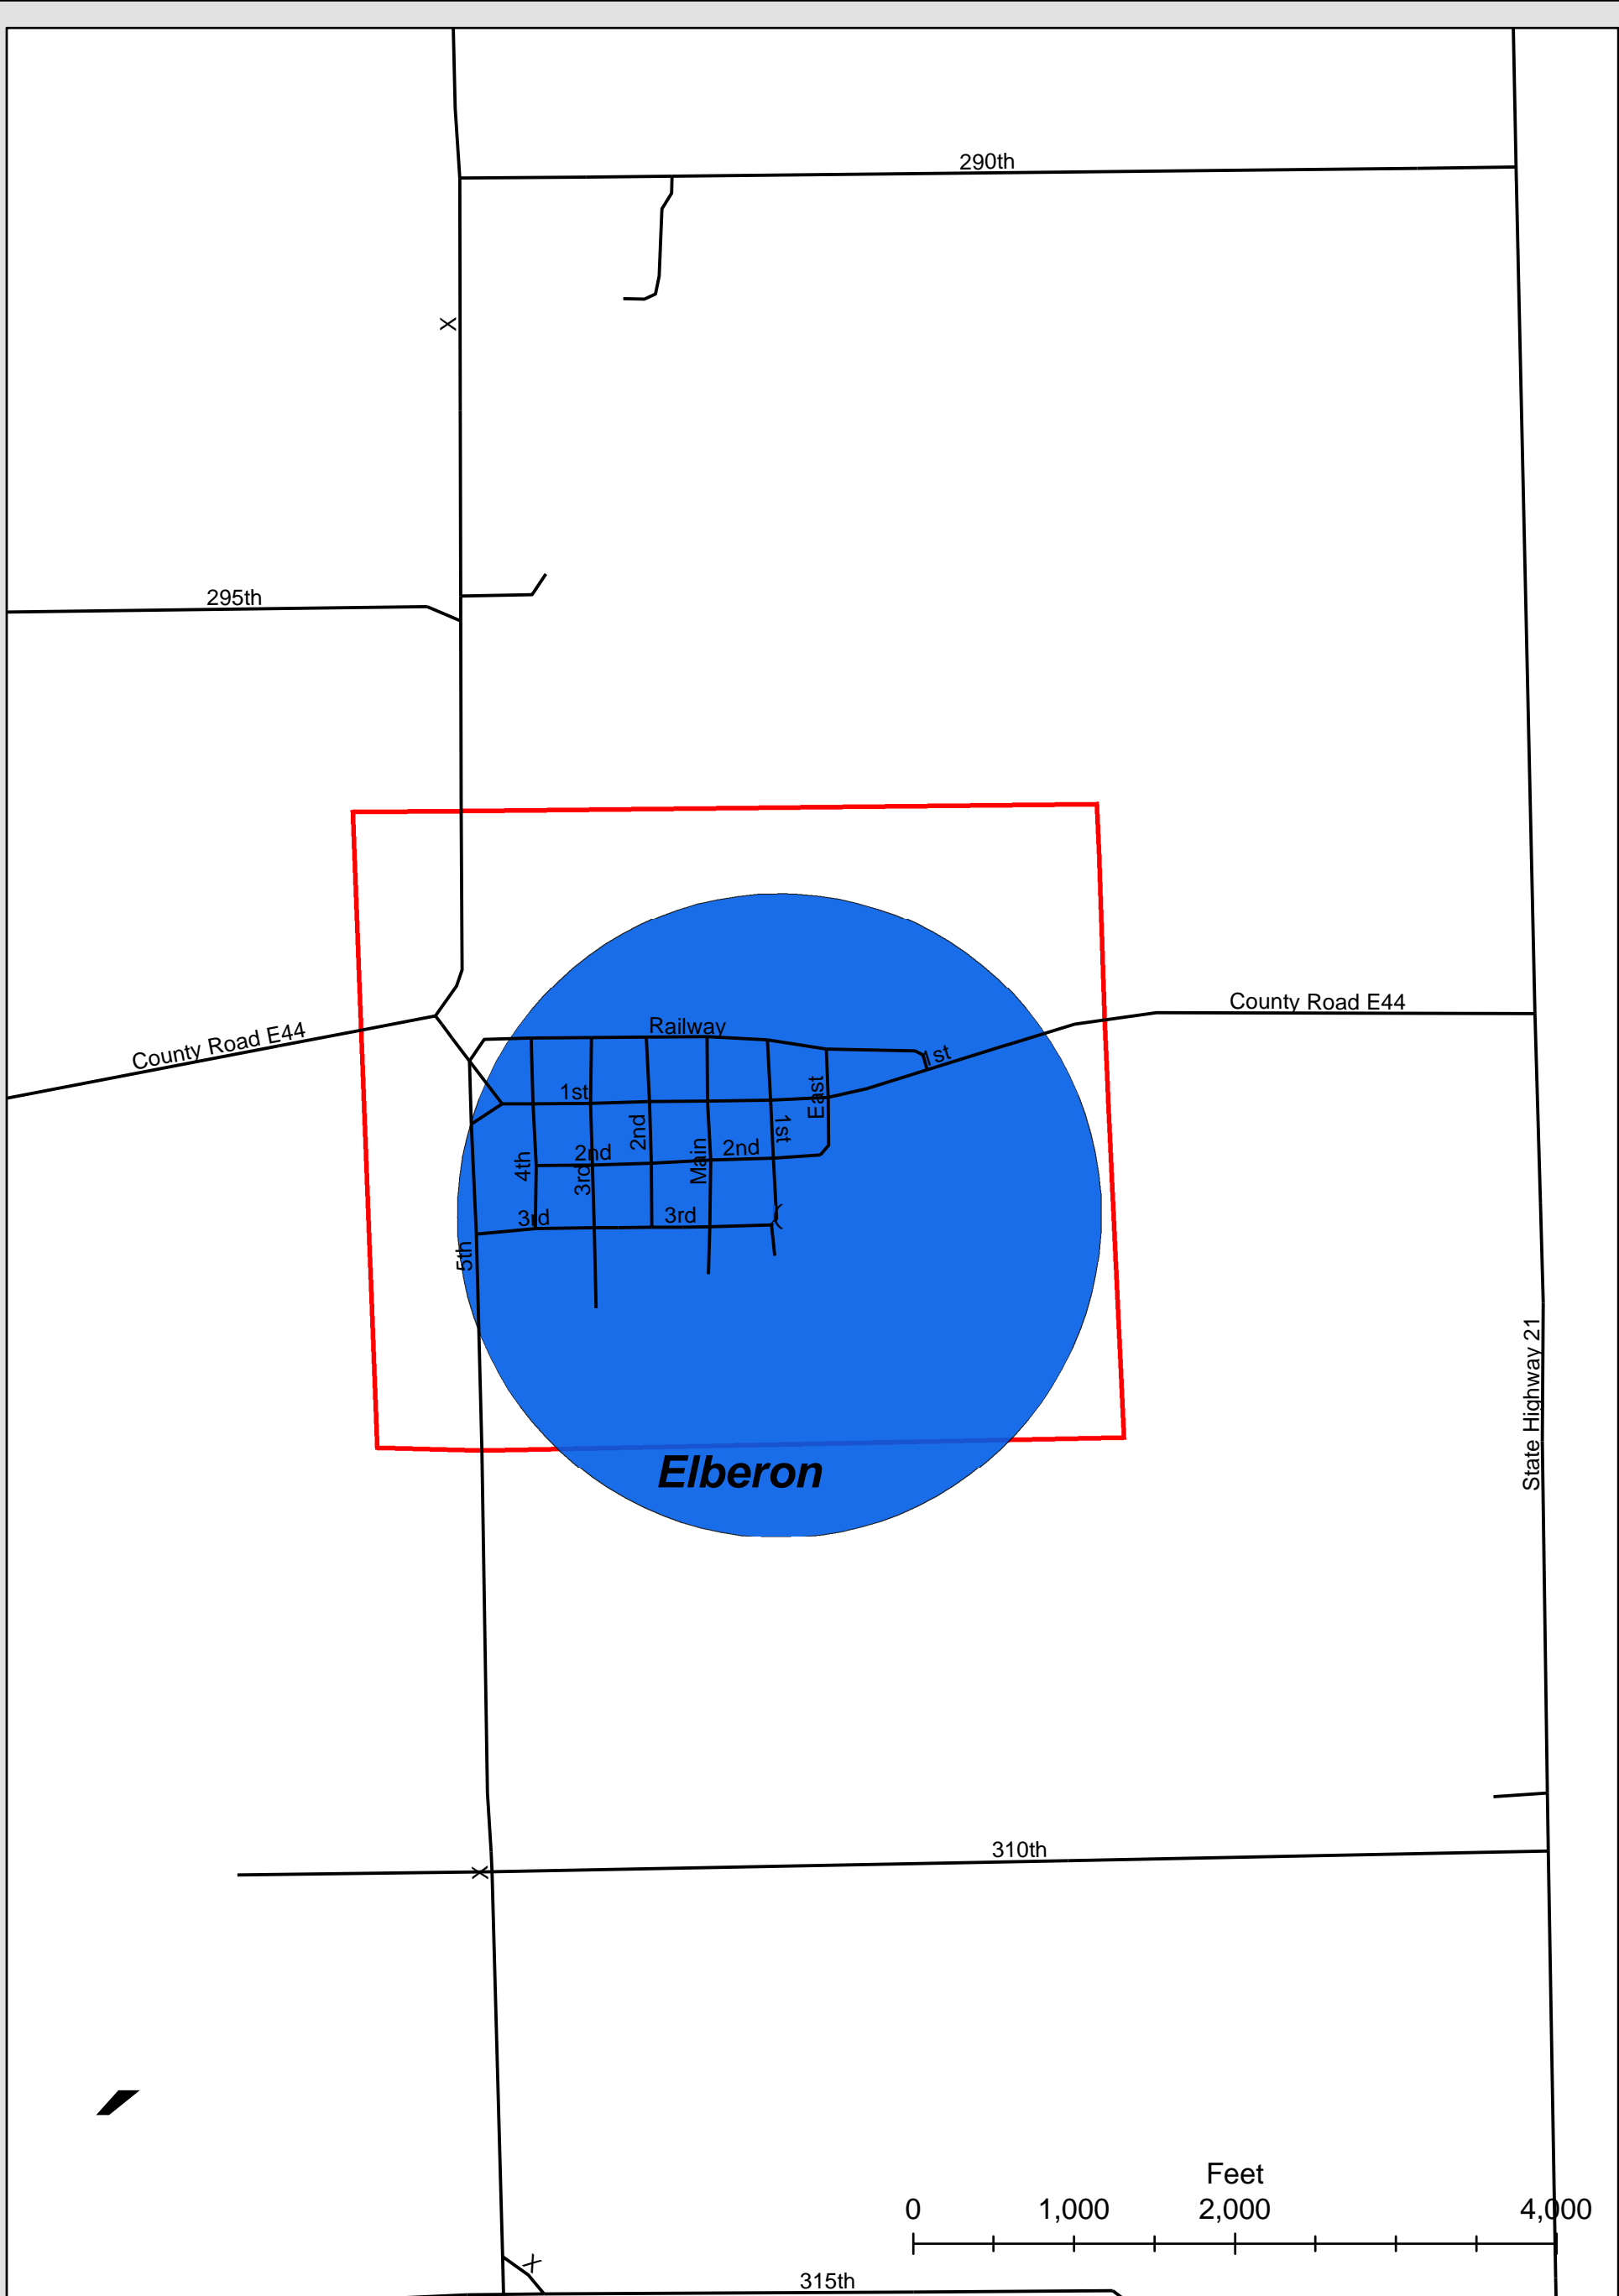 290th
X
295th
County Road E44
Railway
County Road E44
1st
1st
East
2nd
1st
2nd
2nd
Main
4th
3rd
3rd
3rd
5th
Elberon
State Highway 21
310th
X
Feet
0 1,000 2,000 4,000
X
315th